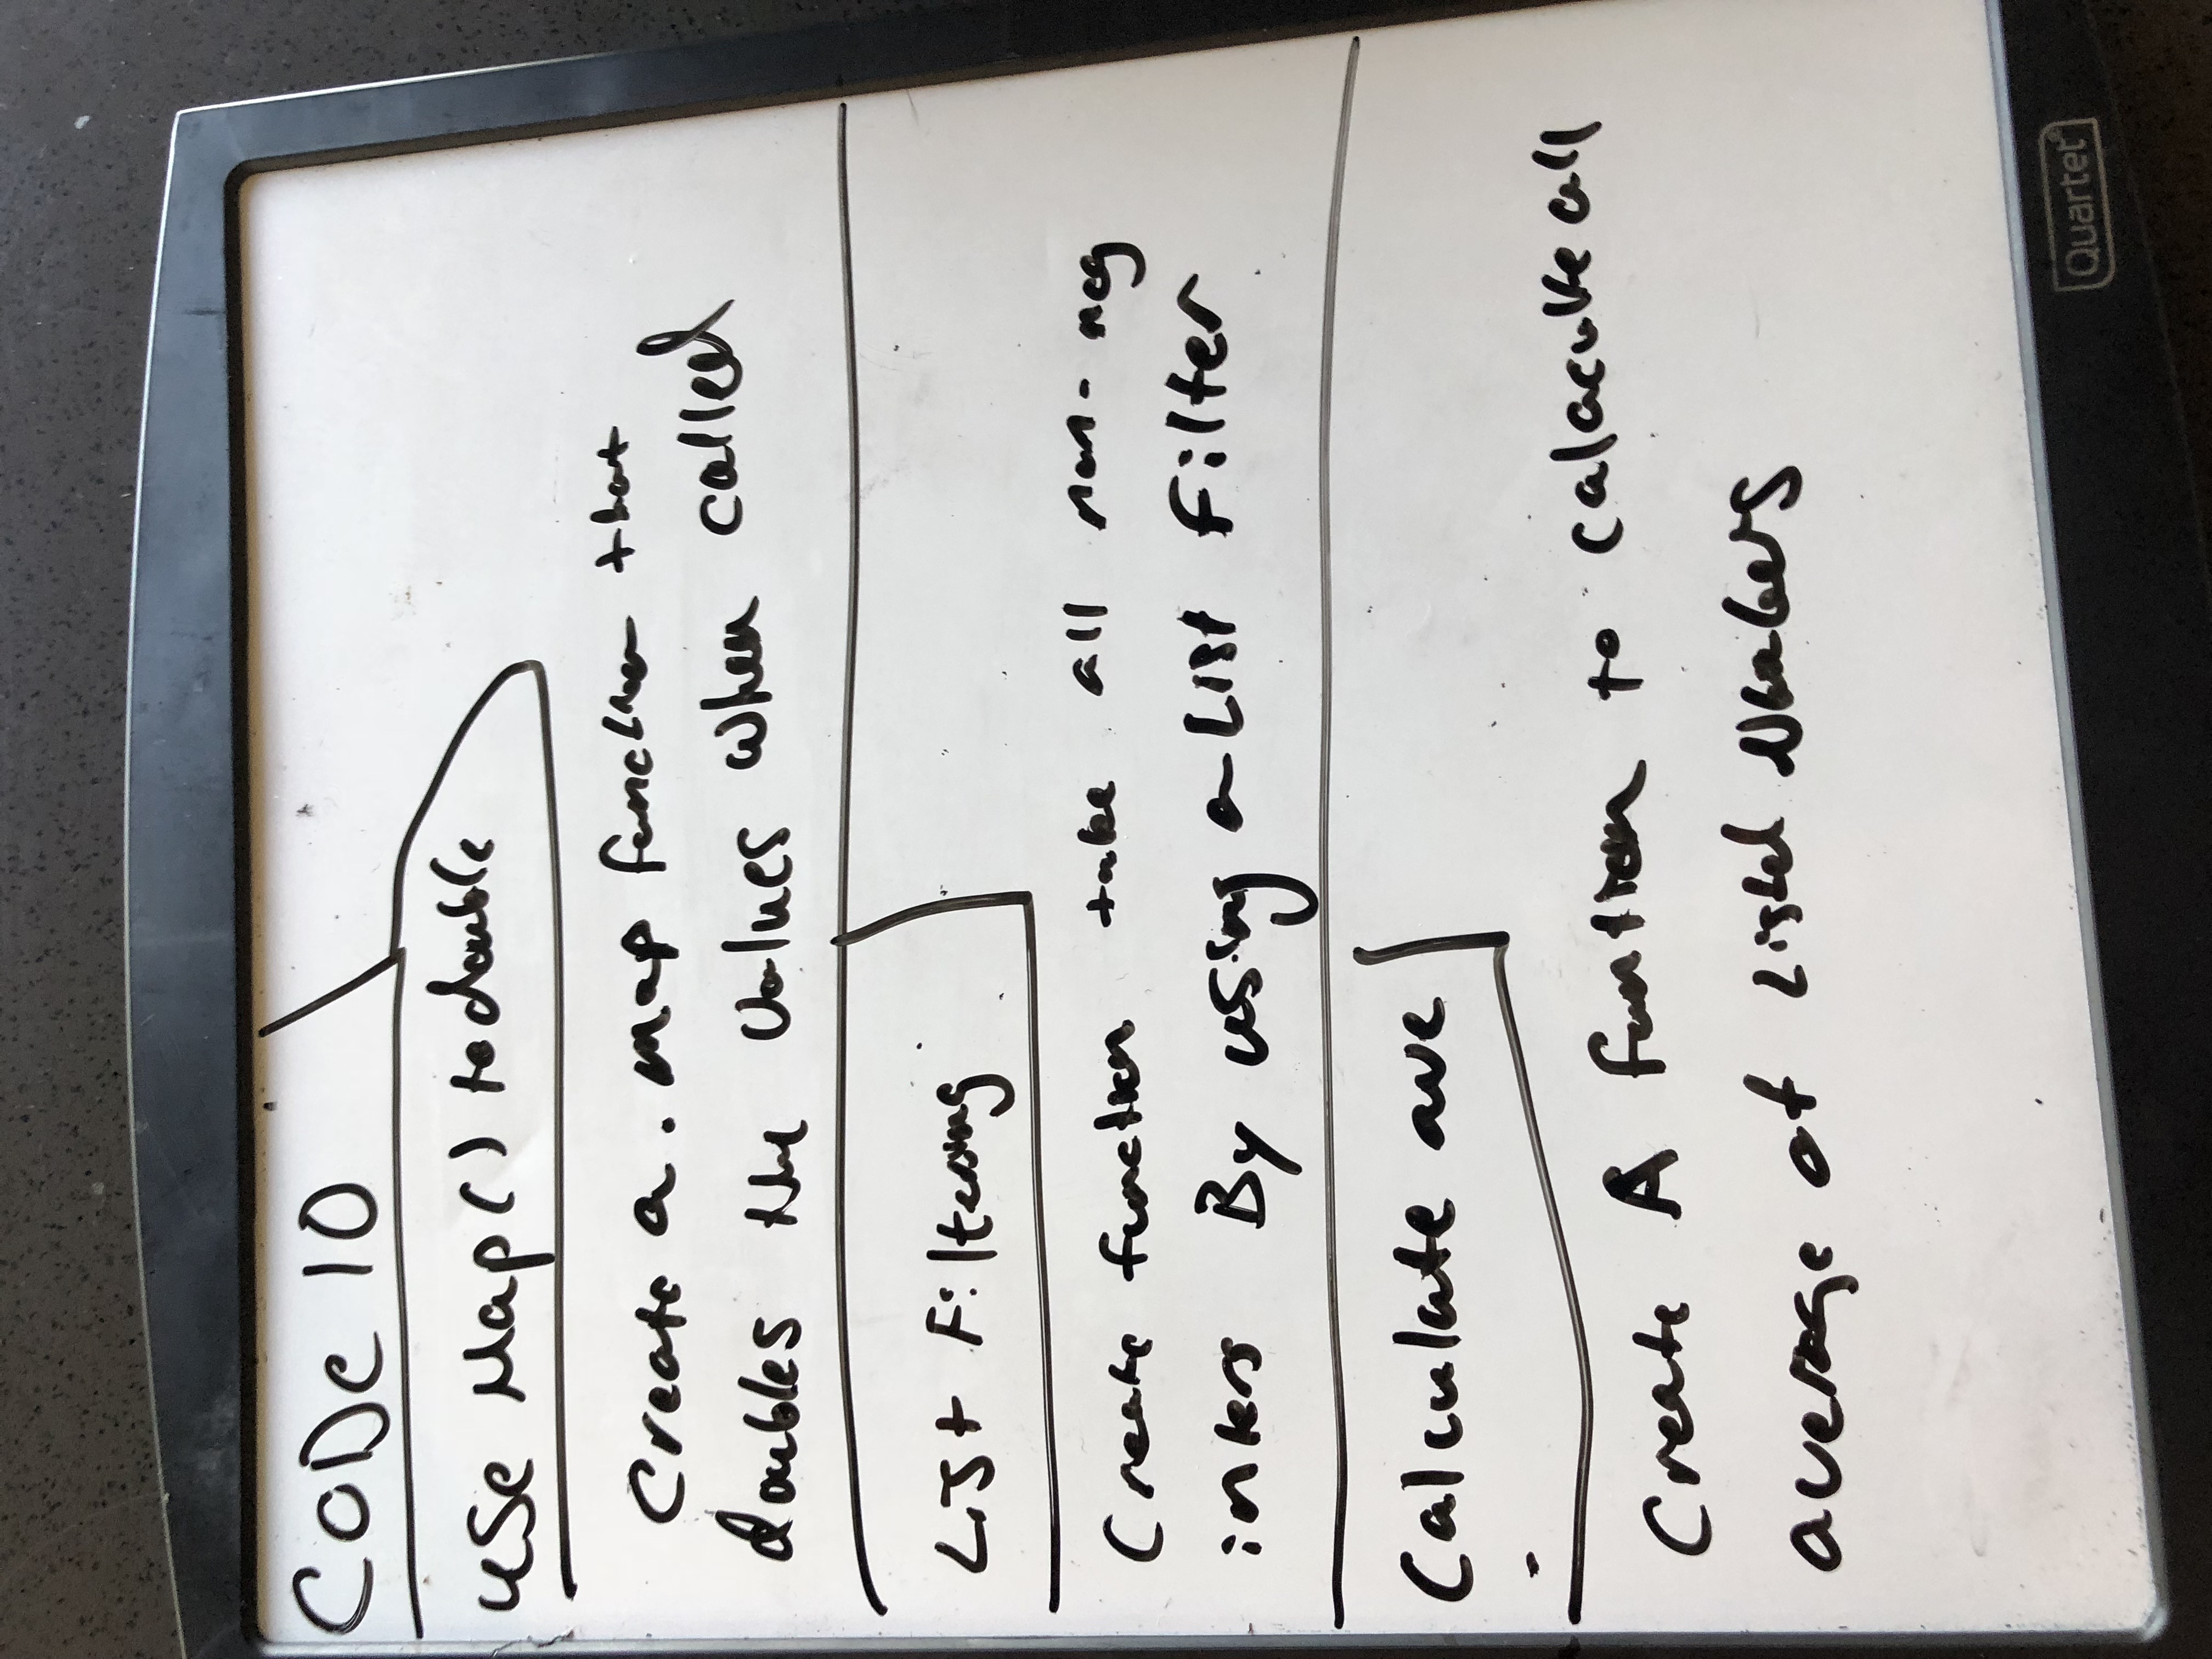 CODe 10
use Map() to double
Create a .map function that
doubles the values when called
List Filtering
Create function take all non-neg
inters By using a List Filter
Calculate ave
Create A funtion to calaculte all
average of Listed Numbers
Quartet®